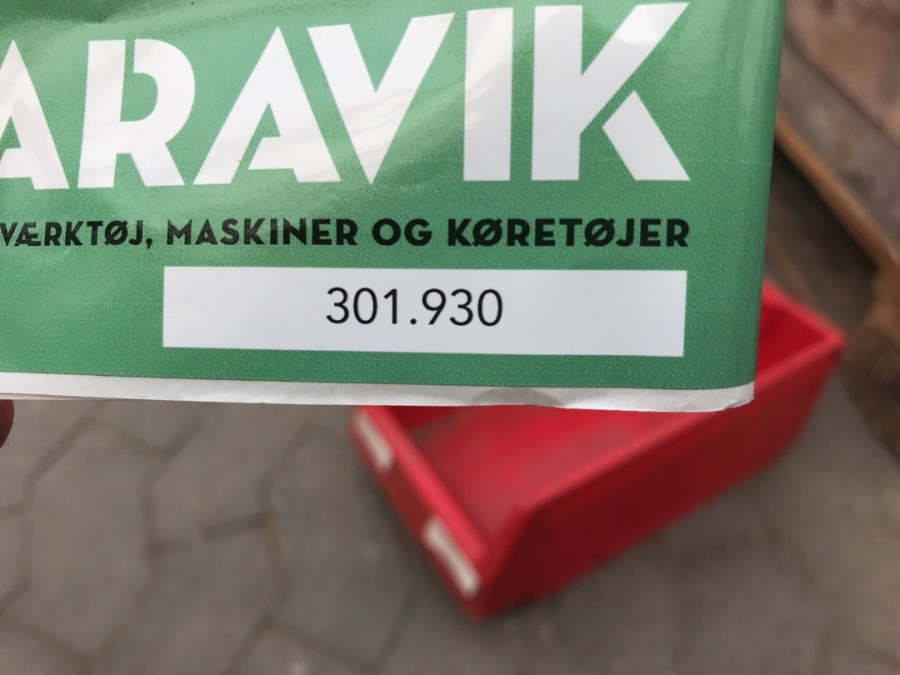 ARAVIK
VÆRKTØJ, MASKINER OG KØRETØJER
301.930